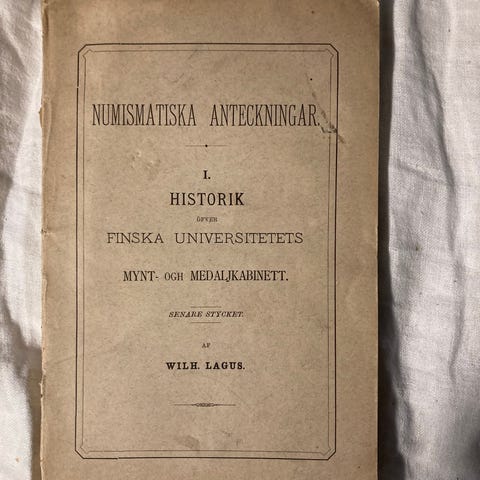 NUMISMATISKA ANTECKNINGAR.
I.
HISTORIK
ÖFVER
FINSKA UNIVERSITETETS
MYNT- OCH MEDALJKABINETT.
SENARE STYCKET.
AF
WILH. LAGUS.